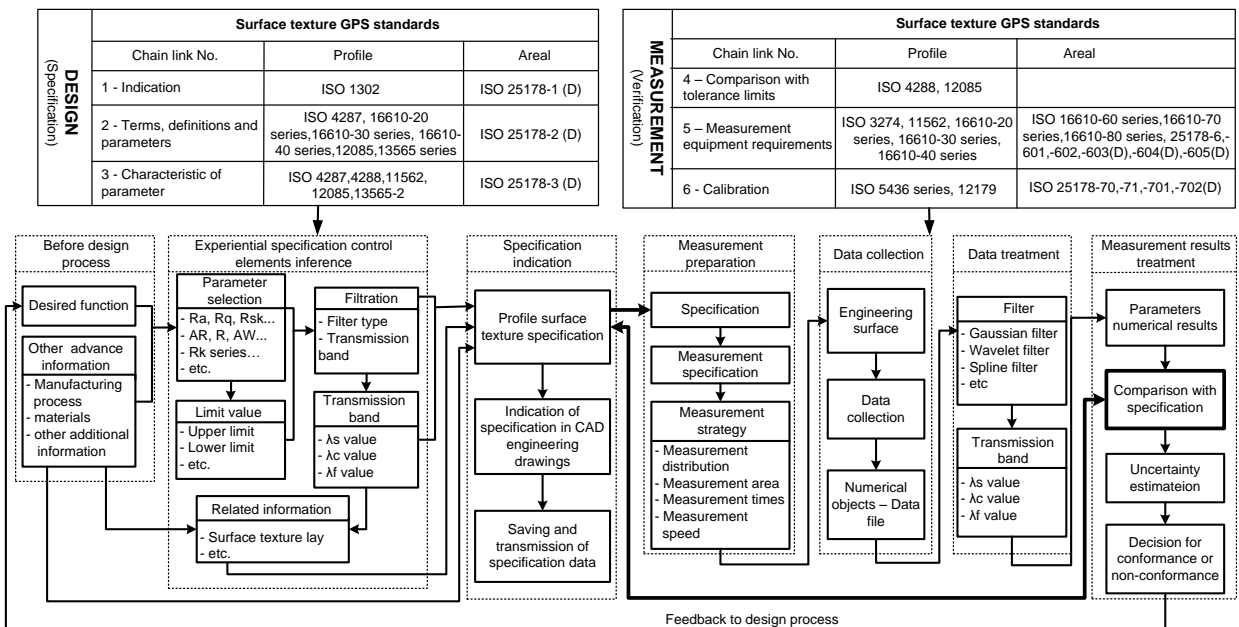 DESIGN
(Specification)
Surface texture GPS standards
Chain link No.
Profile
Areal
1 - Indication
ISO 1302
ISO 25178-1 (D)
2 - Terms, definitions and
parameters
ISO 4287, 16610-20
series,16610-30 series, 16610-
40 series,12085,13565 series
ISO 25178-2 (D)
3 - Characteristic of
parameter
ISO 4287,4288,11562,
12085,13565-2
ISO 25178-3 (D)
MEASUREMENT
(Verification)
Surface texture GPS standards
Chain link No.
Profile
Areal
4 – Comparison with
tolerance limits
ISO 4288, 12085
5 – Measurement
equipment requirements
ISO 3274, 11562, 16610-20
series, 16610-30 series,
16610-40 series
ISO 16610-60 series,16610-70
series,16610-80 series, 25178-6,-
601,-602,-603(D),-604(D),-605(D)
6 - Calibration
ISO 5436 series, 12179
ISO 25178-70,-71,-701,-702(D)
Before design
process
Desired function
Other advance
information
- Manufacturing
process
- materials
- other additional
information
Experiential specification control
elements inference
Parameter
selection
- Ra, Rq, Rsk...
- AR, R, AW...
- Rk series…
- etc.
Limit value
- Upper limit
- Lower limit
- etc.
Filtration
- Filter type
- Transmission
band
Transmission
band
- λs value
- λc value
- λf value
Related information
- Surface texture lay
- etc.
Specification
indication
Profile surface
texture specification
Indication of
specification in CAD
engineering
drawings
Saving and
transmission of
specification data
Measurement
preparation
Specification
Measurement
specification
Measurement
strategy
- Measurement
distribution
- Measurement area
- Measurement times
- Measurement
speed
Data collection
Engineering
surface
Data
collection
Numerical
objects – Data
file
Data treatment
Filter
- Gaussian filter
- Wavelet filter
- Spline filter
- etc
Transmission
band
- λs value
- λc value
- λf value
Measurement results
treatment
Parameters
numerical results
Comparison with
specification
Uncertainty
estimateion
Decision for
conformance or
non-conformance
Feedback to design process